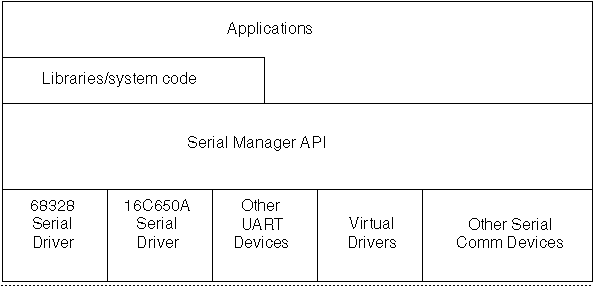 Applications
Libraries/system code
Serial Manager API
68328
Serial
Driver
16C650A
Serial
Driver
Other
UART
Devices
Virtual
Drivers
Other Serial
Comm Devices